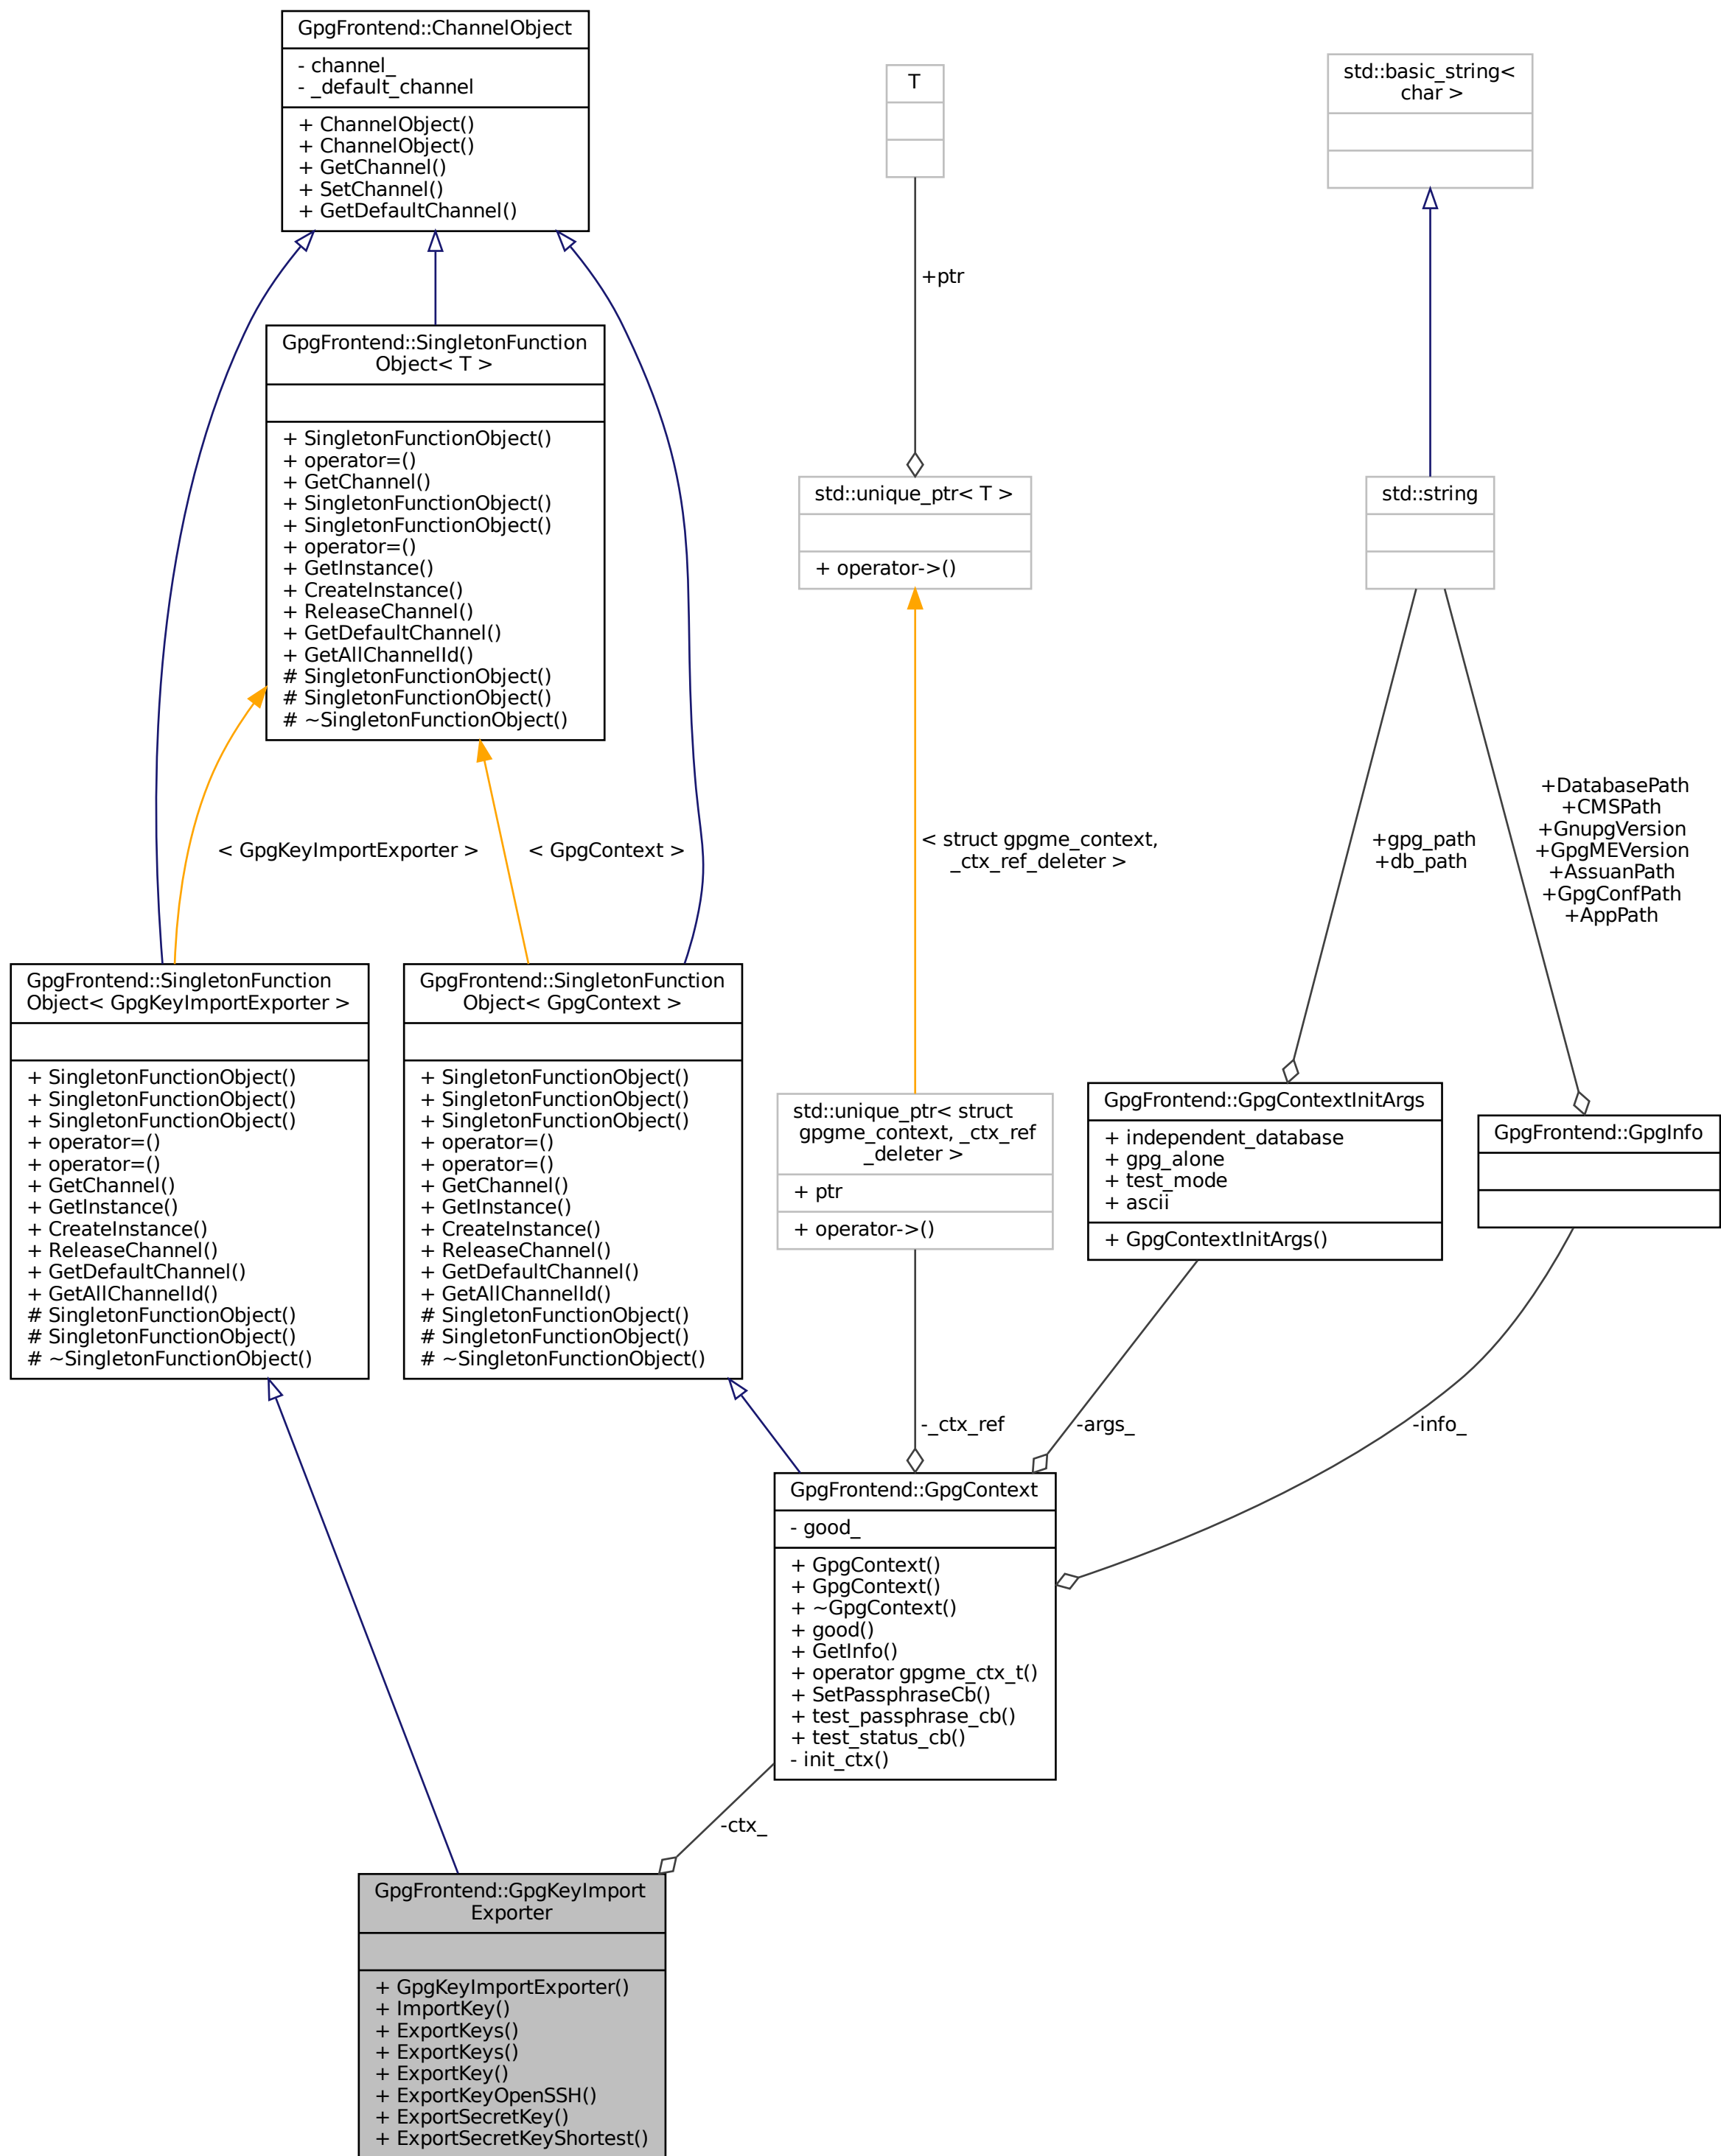 GpgFrontend::ChannelObject
- channel_
- _default_channel
+ ChannelObject()
+ ChannelObject()
+ GetChannel()
+ SetChannel()
+ GetDefaultChannel()
T
std::basic_string<
char >
+ptr
GpgFrontend::SingletonFunction
Object< T >
+ SingletonFunctionObject()
+ operator=()
+ GetChannel()
+ SingletonFunctionObject()
+ SingletonFunctionObject()
+ operator=()
+ GetInstance()
+ CreateInstance()
+ ReleaseChannel()
+ GetDefaultChannel()
+ GetAllChannelId()
# SingletonFunctionObject()
# SingletonFunctionObject()
# ~SingletonFunctionObject()
std::unique_ptr< T >
+ operator->()
std::string
< GpgKeyImportExporter >
< GpgContext >
< struct gpgme_context,
_ctx_ref_deleter >
+gpg_path
+db_path
+DatabasePath
+CMSPath
+GnupgVersion
+GpgMEVersion
+AssuanPath
+GpgConfPath
+AppPath
GpgFrontend::SingletonFunction
Object< GpgKeyImportExporter >
+ SingletonFunctionObject()
+ SingletonFunctionObject()
+ SingletonFunctionObject()
+ operator=()
+ operator=()
+ GetChannel()
+ GetInstance()
+ CreateInstance()
+ ReleaseChannel()
+ GetDefaultChannel()
+ GetAllChannelId()
# SingletonFunctionObject()
# SingletonFunctionObject()
# ~SingletonFunctionObject()
GpgFrontend::SingletonFunction
Object< GpgContext >
+ SingletonFunctionObject()
+ SingletonFunctionObject()
+ SingletonFunctionObject()
+ operator=()
+ operator=()
+ GetChannel()
+ GetInstance()
+ CreateInstance()
+ ReleaseChannel()
+ GetDefaultChannel()
+ GetAllChannelId()
# SingletonFunctionObject()
# SingletonFunctionObject()
# ~SingletonFunctionObject()
std::unique_ptr< struct
gpgme_context, _ctx_ref
_deleter >
+ ptr
+ operator->()
GpgFrontend::GpgContextInitArgs
+ independent_database
+ gpg_alone
+ test_mode
+ ascii
+ GpgContextInitArgs()
GpgFrontend::GpgInfo
-_ctx_ref
-args_
-info_
GpgFrontend::GpgContext
- good_
+ GpgContext()
+ GpgContext()
+ ~GpgContext()
+ good()
+ GetInfo()
+ operator gpgme_ctx_t()
+ SetPassphraseCb()
+ test_passphrase_cb()
+ test_status_cb()
- init_ctx()
-ctx_
GpgFrontend::GpgKeyImport
Exporter
+ GpgKeyImportExporter()
+ ImportKey()
+ ExportKeys()
+ ExportKeys()
+ ExportKey()
+ ExportKeyOpenSSH()
+ ExportSecretKey()
+ ExportSecretKeyShortest()